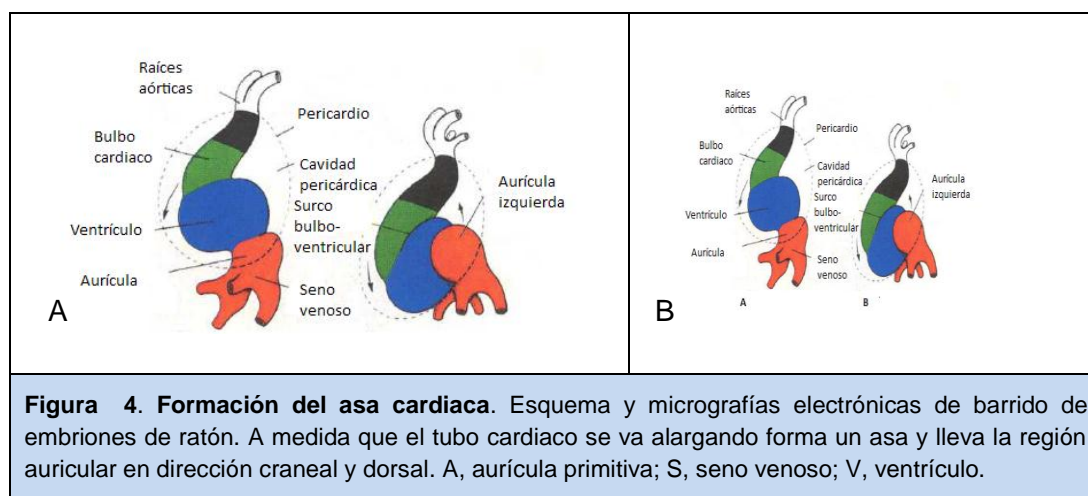 Raíces
aórticas
Pericardio
Bulbo
cardiaco
Cavidad
pericárdica
Aurícula
izquierda
Surco
bulbo-
ventricular
Ventrículo
Aurícula
Seno
venoso
A
Raíces
aórticas
Pericardio
Bulbo
cardiaco
Cavidad
pericárdica
Aurícula
izquierda
Surco
bulbo-
ventricular
Ventrículo
Aurícula
Seno
venoso
A B
B
Figura 4. Formación del asa cardiaca. Esquema y micrografías electrónicas de barrido de
embriones de ratón. A medida que el tubo cardiaco se va alargando forma un asa y lleva la región
auricular en dirección craneal y dorsal. A, aurícula primitiva; S, seno venoso; V, ventrículo.